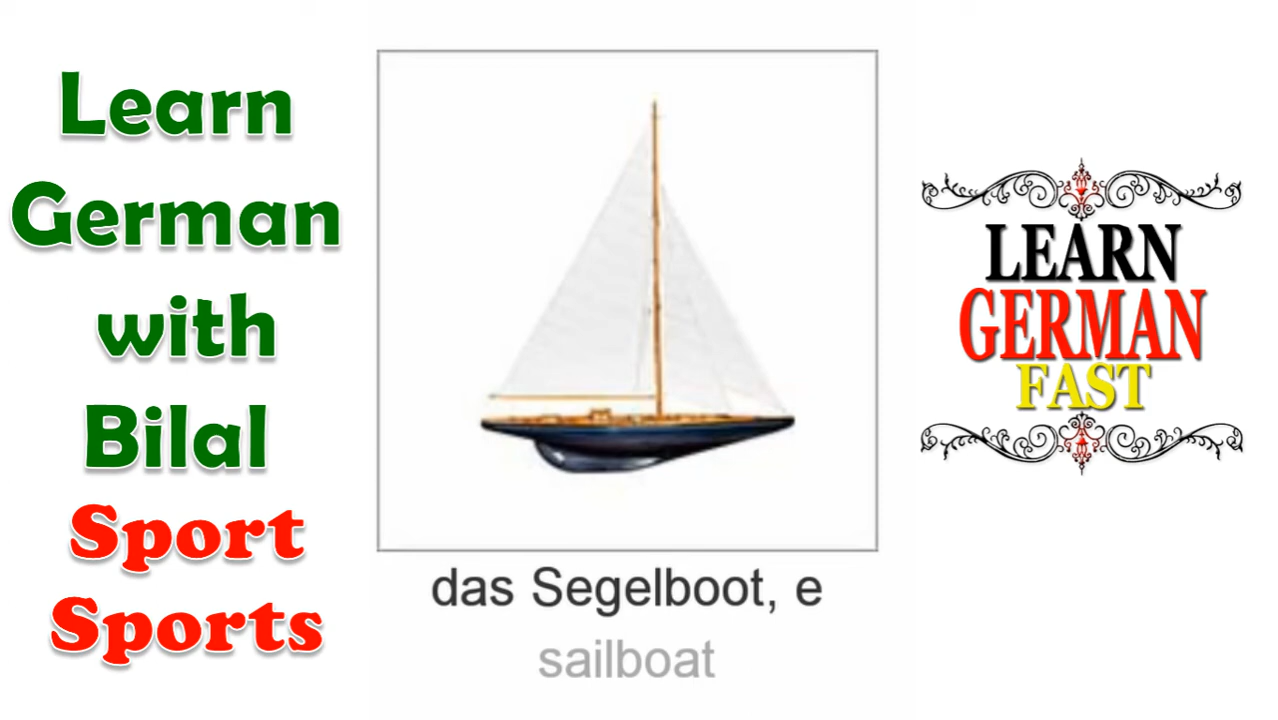 Learn
German
with
Bilal
Sport
Sports
das Segelboot, e
sailboat
LEARN
GERMAN
FAST